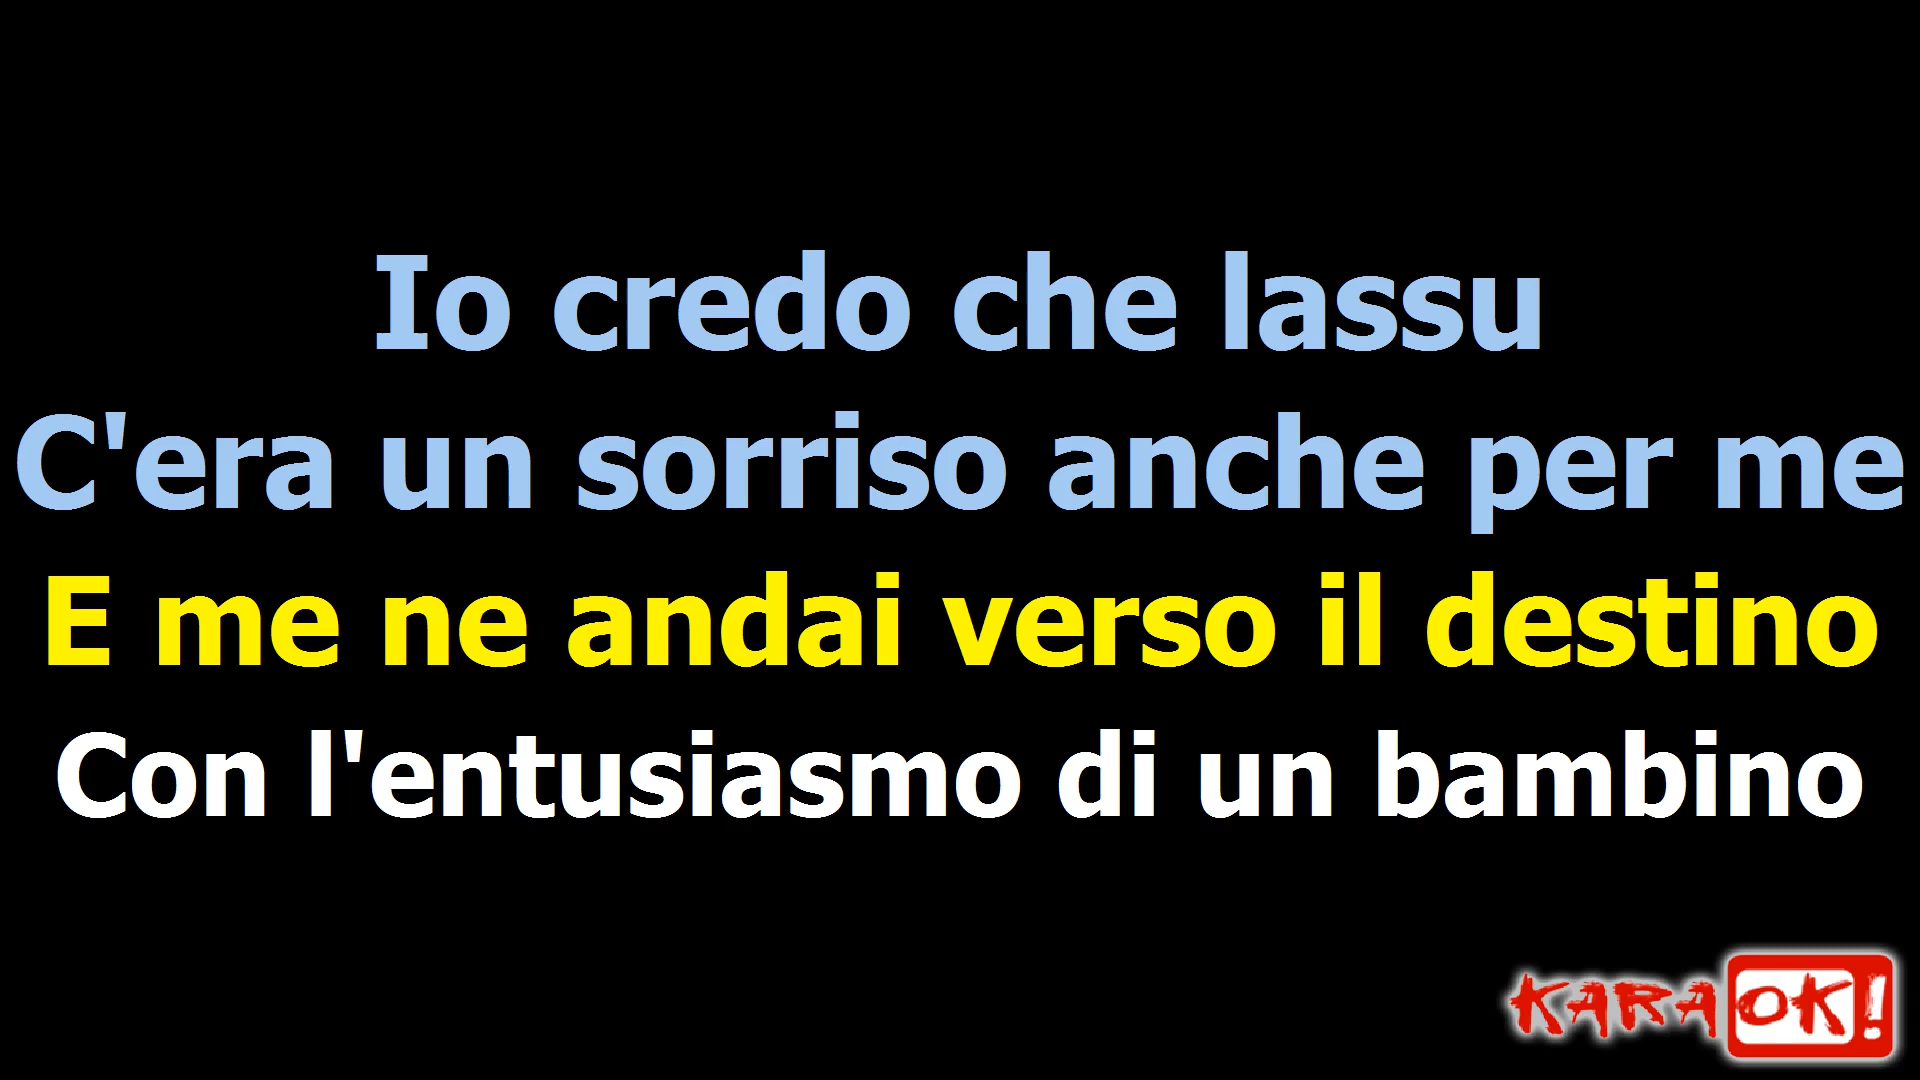 Io credo che lassu
C'era un sorriso anche per me
E me ne andai verso il destino
Con l'entusiasmo di un bambino
KARAOK!